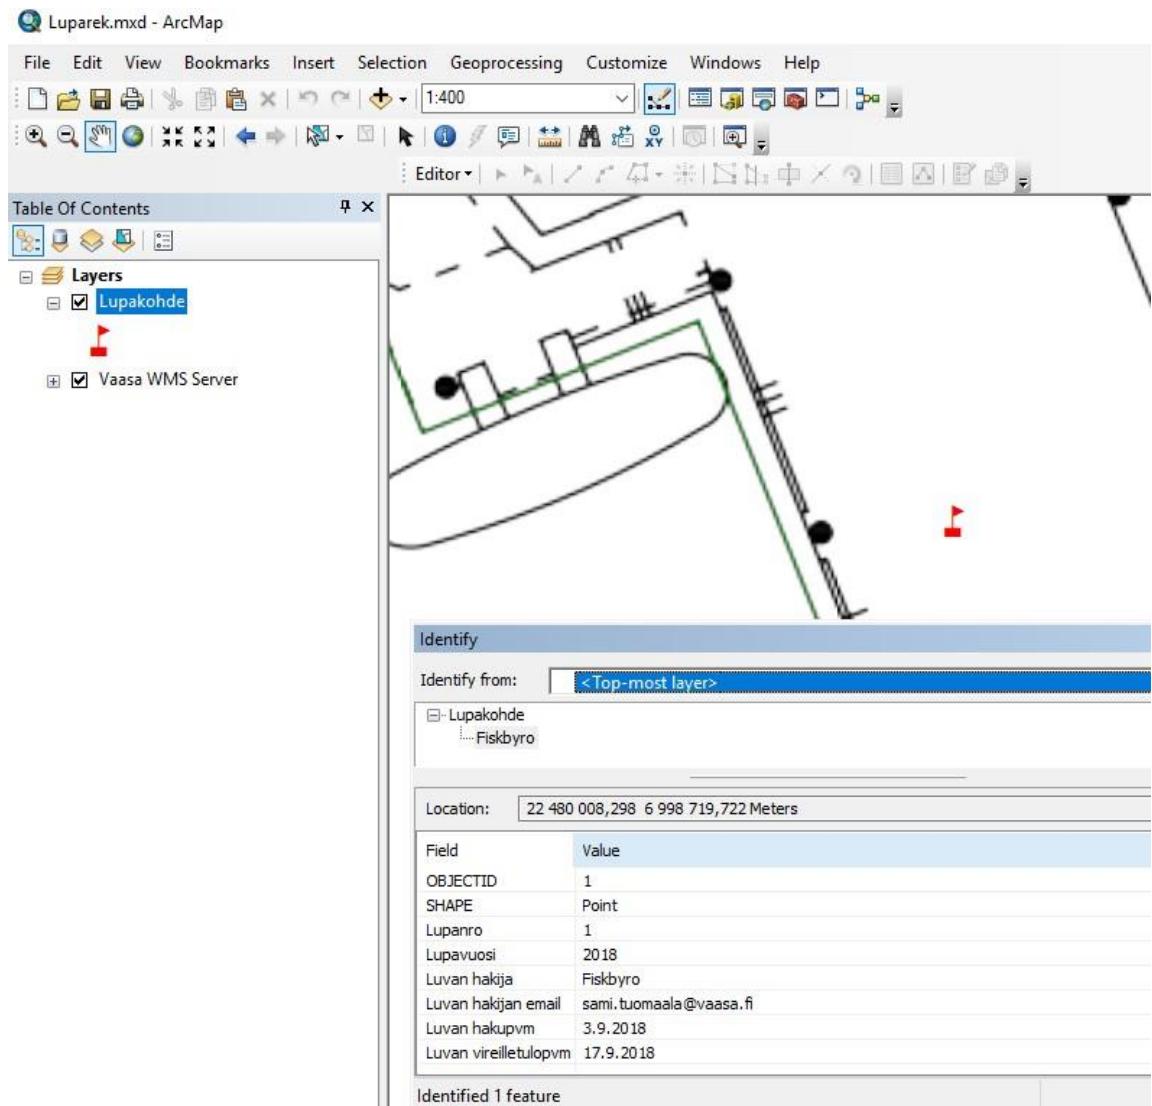 Luparek.mxd - ArcMap
File Edit View Bookmarks Insert Selection Geoprocessing Customize Windows Help
1:400
Editor
Table Of Contents
Layers
Lupakohde
Vaasa WMS Server
Identify
Identify from: <Top-most layer>
Lupakohde
Fiskbyro
Location: 22 480 008,298 6 998 719,722 Meters
Field Value
OBJECTID 1
SHAPE Point
Lupanro 1
Lupavuosi 2018
Luvan hakija Fiskbyro
Luvan hakijan email sami.tuomaala@vaasa.fi
Luvan hakupvm 3.9.2018
Luvan vireilletulopvm 17.9.2018
Identified 1 feature